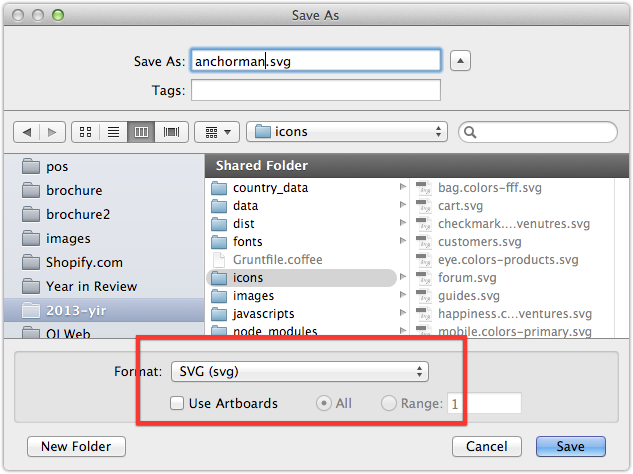 Save As
Save As: anchorman.svg
Tags:
icons
pos
brochure
brochure2
images
Shopify.com
Year in Review
2013-yir
OI Web
Shared Folder
country_data
data
dist
fonts
Gruntfile.coffee
icons
images
javascripts
node_modules
bag.colors-fff.svg
cart.svg
checkmark....venutres.svg
customers.svg
eye.colors-products.svg
forum.svg
guides.svg
happiness.c...ventures.svg
mobile.colors-primary.svg
Format: SVG (svg)
Use Artboards All Range: 1
New Folder Cancel Save